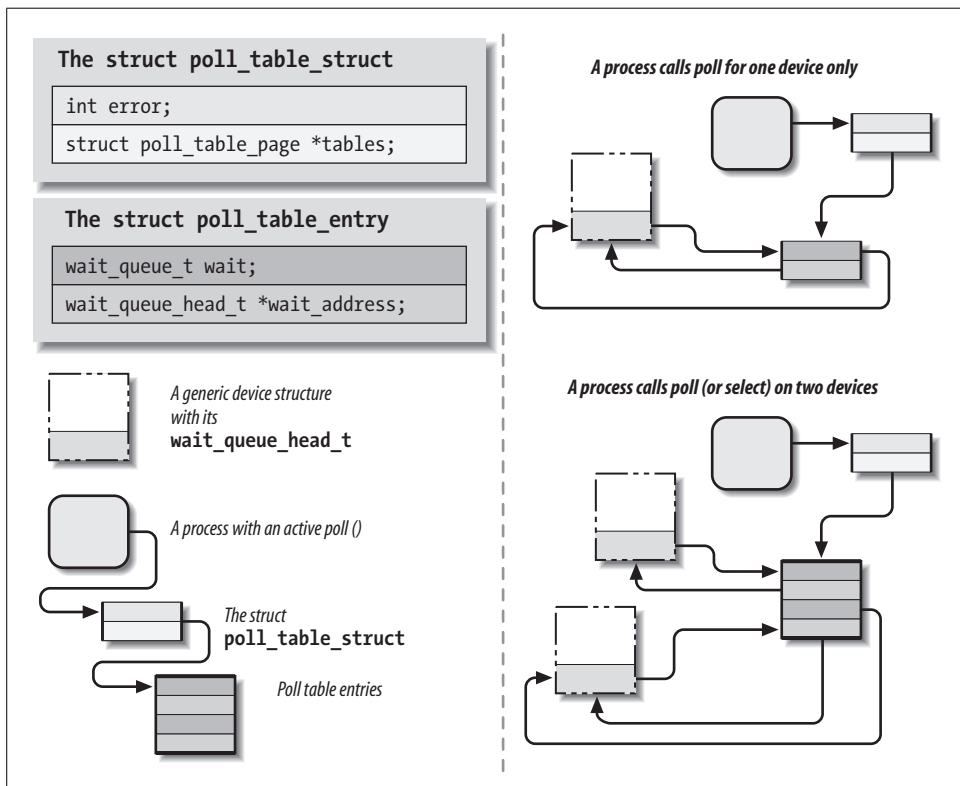 The struct poll_table_struct
int error;
struct poll_table_page *tables;
The struct poll_table_entry
wait_queue_t wait;
wait_queue_head_t *wait_address;
A generic device structure
with its
wait_queue_head_t
A process with an active poll ()
The struct
poll_table_struct
Poll table entries
A process calls poll for one device only
A process calls poll (or select) on two devices